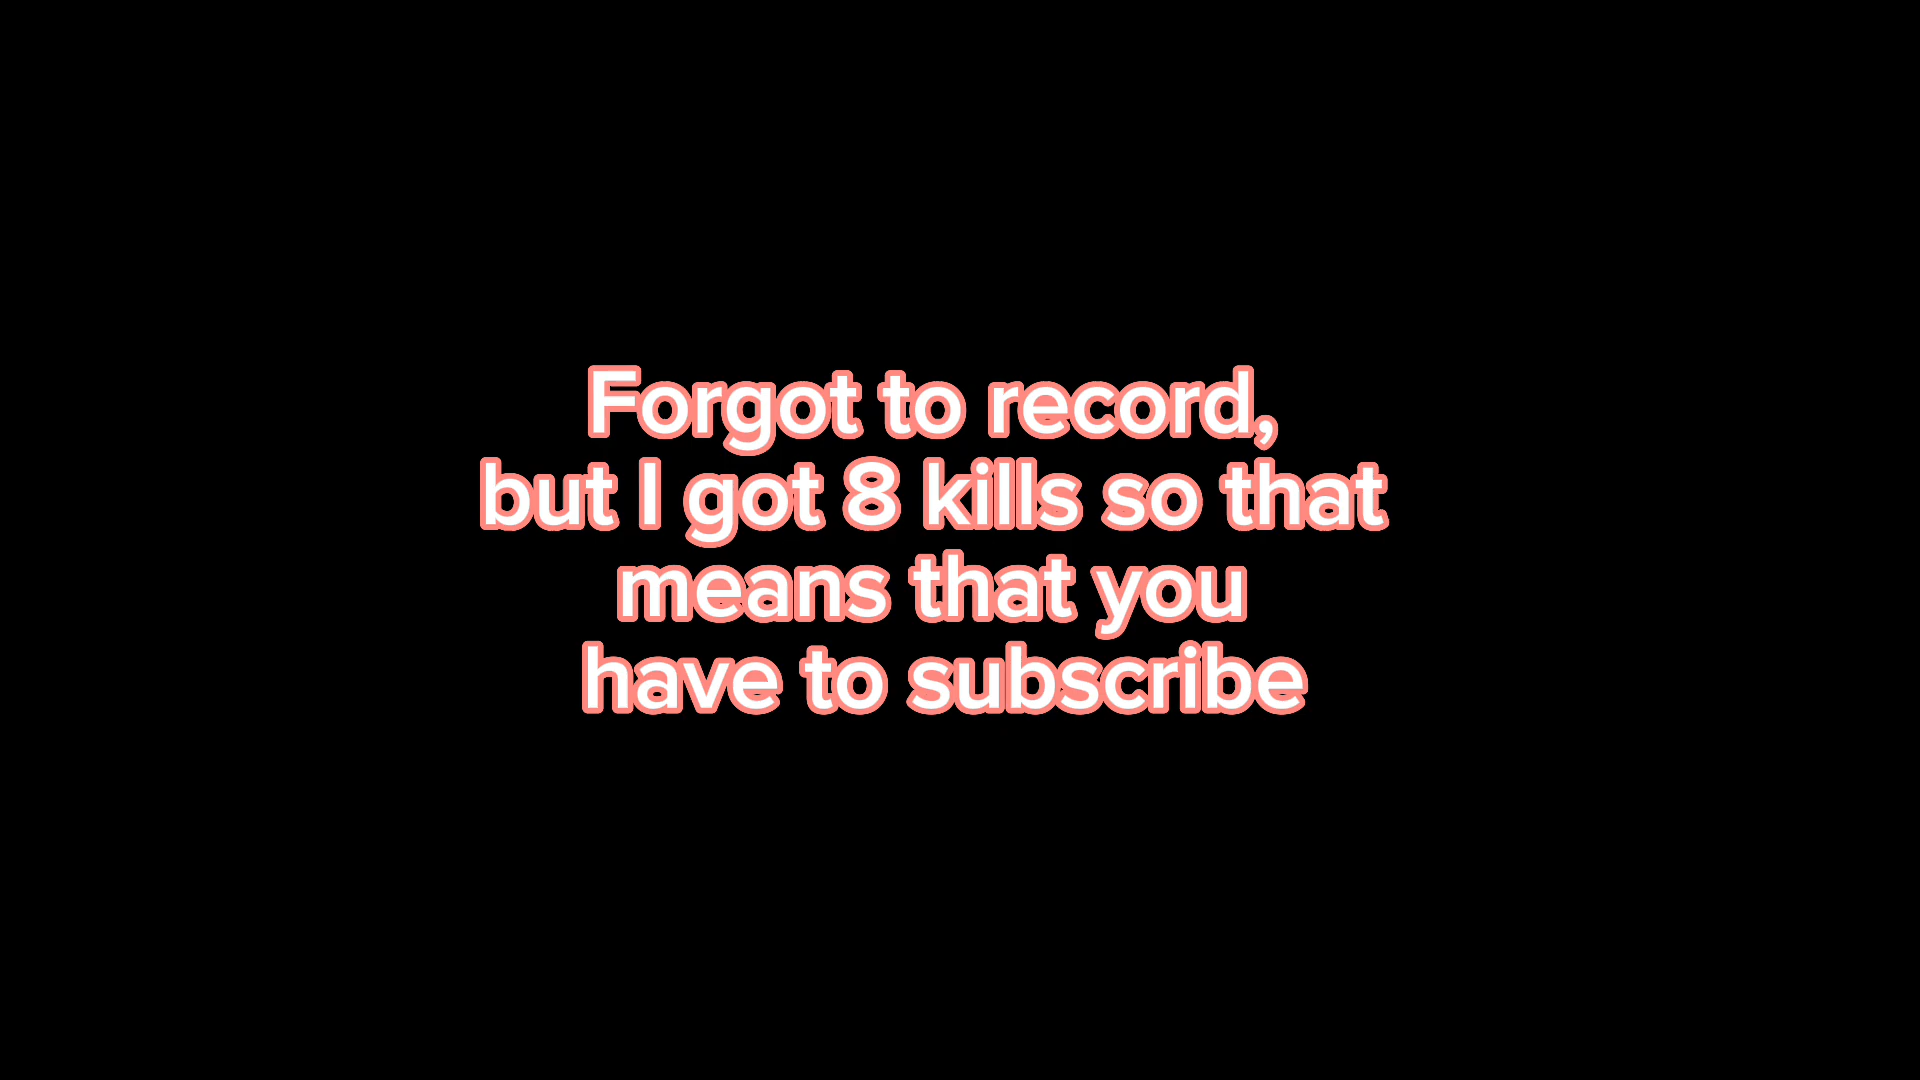 Forgot to record,
but I got 8 kills so that
means that you
have to subscribe